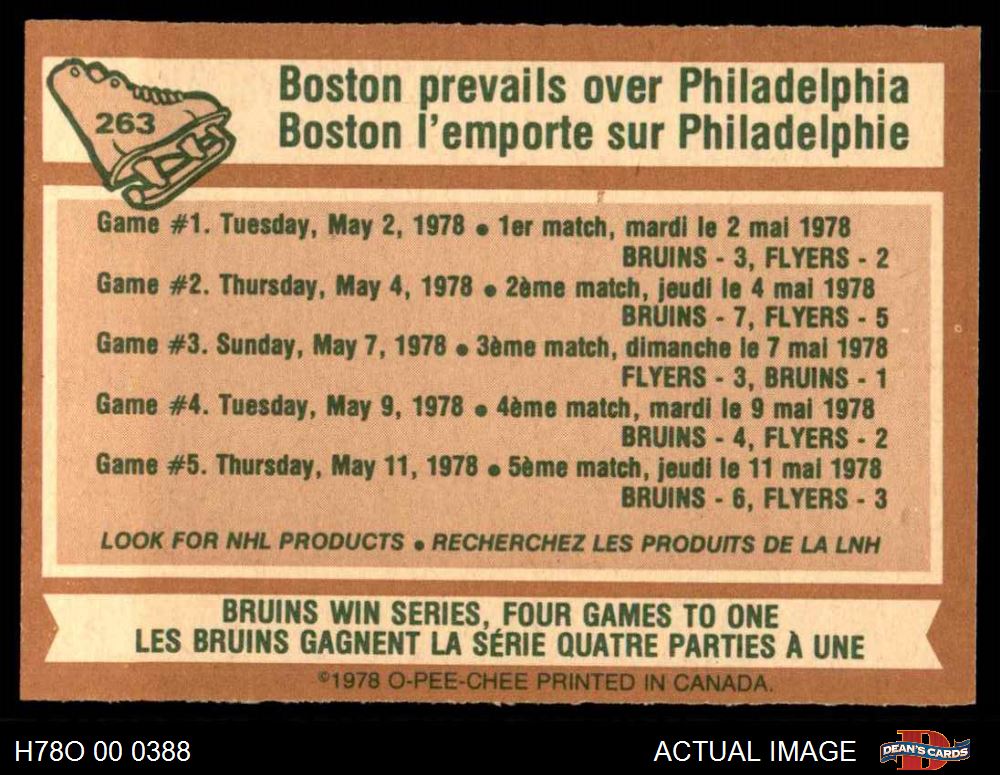 263
Boston prevails over Philadelphia
Boston l'emporte sur Philadelphie
Game #1. Tuesday, May 2, 1978 • 1er match, mardi le 2 mai 1978
BRUINS - 3, FLYERS - 2
Game #2. Thursday, May 4, 1978 • 2ème match, jeudi le 4 mai 1978
BRUINS - 7, FLYERS - 5
Game #3. Sunday, May 7, 1978 • 3ème match, dimanche le 7 mai 1978
FLYERS - 3, BRUINS - 1
Game #4. Tuesday, May 9, 1978 • 4ème match, mardi le 9 mai 1978
BRUINS - 4, FLYERS - 2
Game #5. Thursday, May 11, 1978 • 5ème match, jeudi le 11 mai 1978
BRUINS - 6, FLYERS - 3
LOOK FOR NHL PRODUCTS • RECHERCHEZ LES PRODUITS DE LA LNH
BRUINS WIN SERIES, FOUR GAMES TO ONE
LES BRUINS GAGNENT LA SÉRIE QUATRE PARTIES À UNE
©1978 O-PEE-CHEE PRINTED IN CANADA.
H78O 00 0388
ACTUAL IMAGE
DEAN'S CARDS